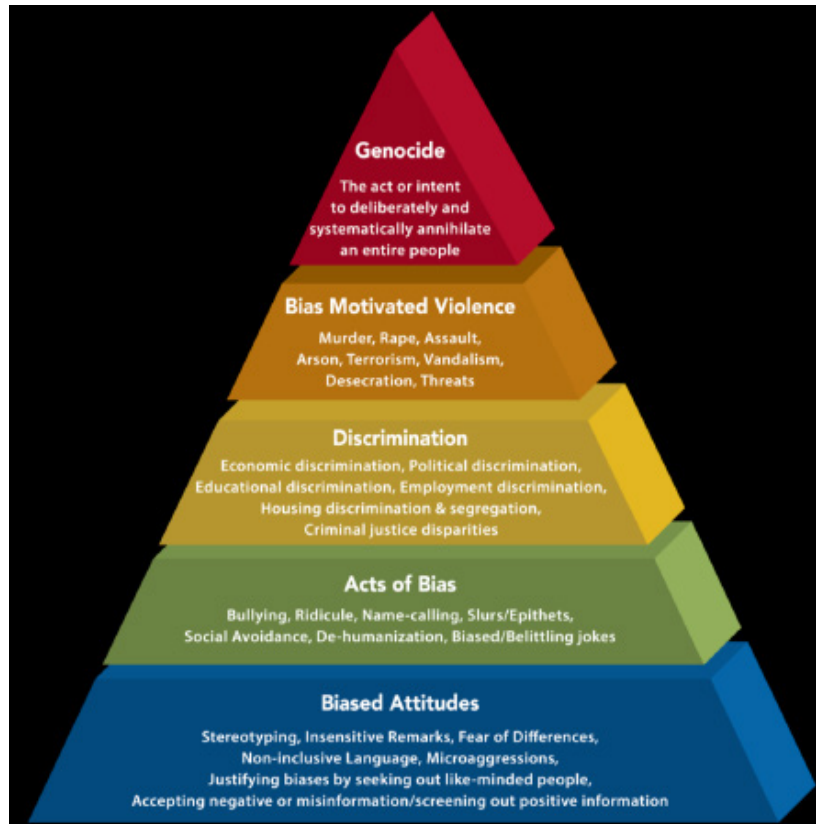 Genocide
The act or intent
to deliberately and
systematically annihilate
an entire people
Bias Motivated Violence
Murder, Rape, Assault,
Arson, Terrorism, Vandalism,
Desecration, Threats
Discrimination
Economic discrimination, Political discrimination,
Educational discrimination, Employment discrimination,
Housing discrimination & segregation,
Criminal justice disparities
Acts of Bias
Bullying, Ridicule, Name-calling, Slurs/Epithets,
Social Avoidance, De-humanization, Biased/Belittling jokes
Biased Attitudes
Stereotyping, Insensitive Remarks, Fear of Differences,
Non-inclusive Language, Microaggressions,
Justifying biases by seeking out like-minded people,
Accepting negative or misinformation/screening out positive information